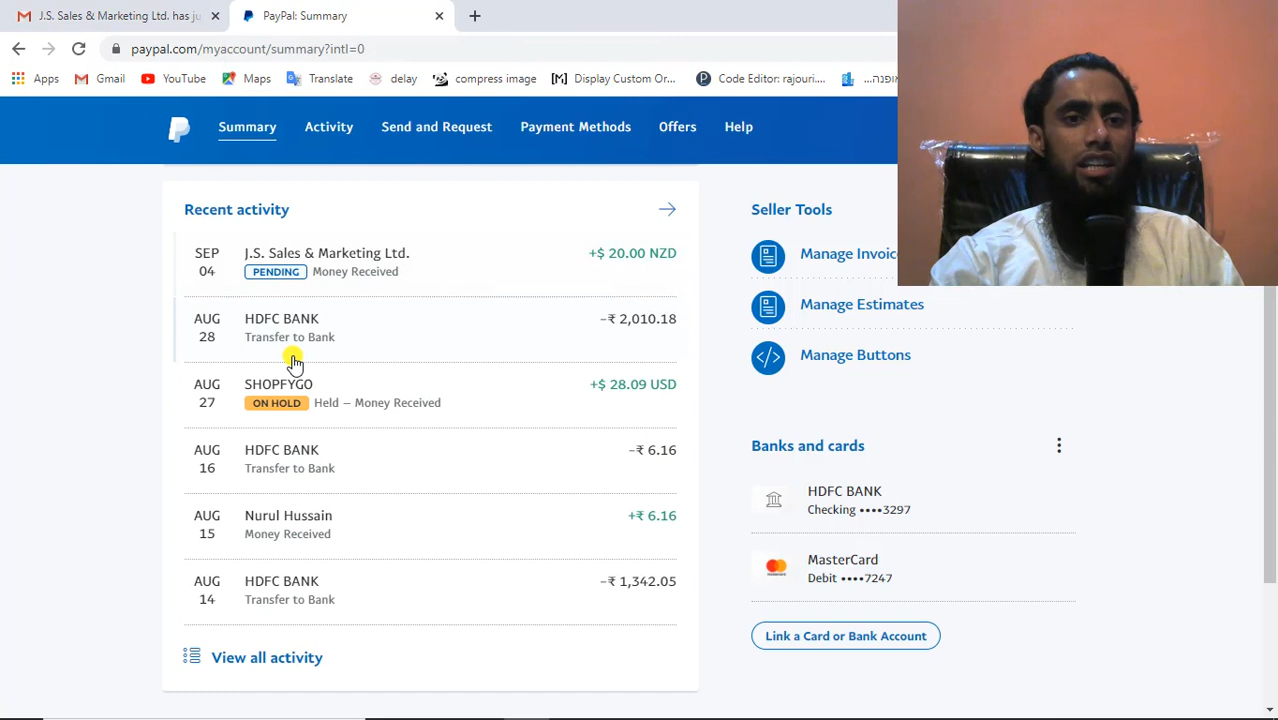 J.S. Sales & Marketing Ltd. has ju
PayPal: Summary
paypal.com/myaccount/summary?intl=0
Apps
Gmail
YouTube
Maps
Translate
delay
compress image
Display Custom Or...
Code Editor: rajouri....
...מופנה
Summary
Activity
Send and Request
Payment Methods
Offers
Help
Recent activity
SEP 04
J.S. Sales & Marketing Ltd.
PENDING Money Received
+$ 20.00 NZD
AUG 28
HDFC BANK
Transfer to Bank
−₹ 2,010.18
AUG 27
SHOPFYGO
ON HOLD Held – Money Received
+$ 28.09 USD
AUG 16
HDFC BANK
Transfer to Bank
−₹ 6.16
AUG 15
Nurul Hussain
Money Received
+₹ 6.16
AUG 14
HDFC BANK
Transfer to Bank
−₹ 1,342.05
View all activity
Seller Tools
Manage Invoic
Manage Estimates
Manage Buttons
Banks and cards
HDFC BANK
Checking ••••3297
MasterCard
Debit ••••7247
Link a Card or Bank Account